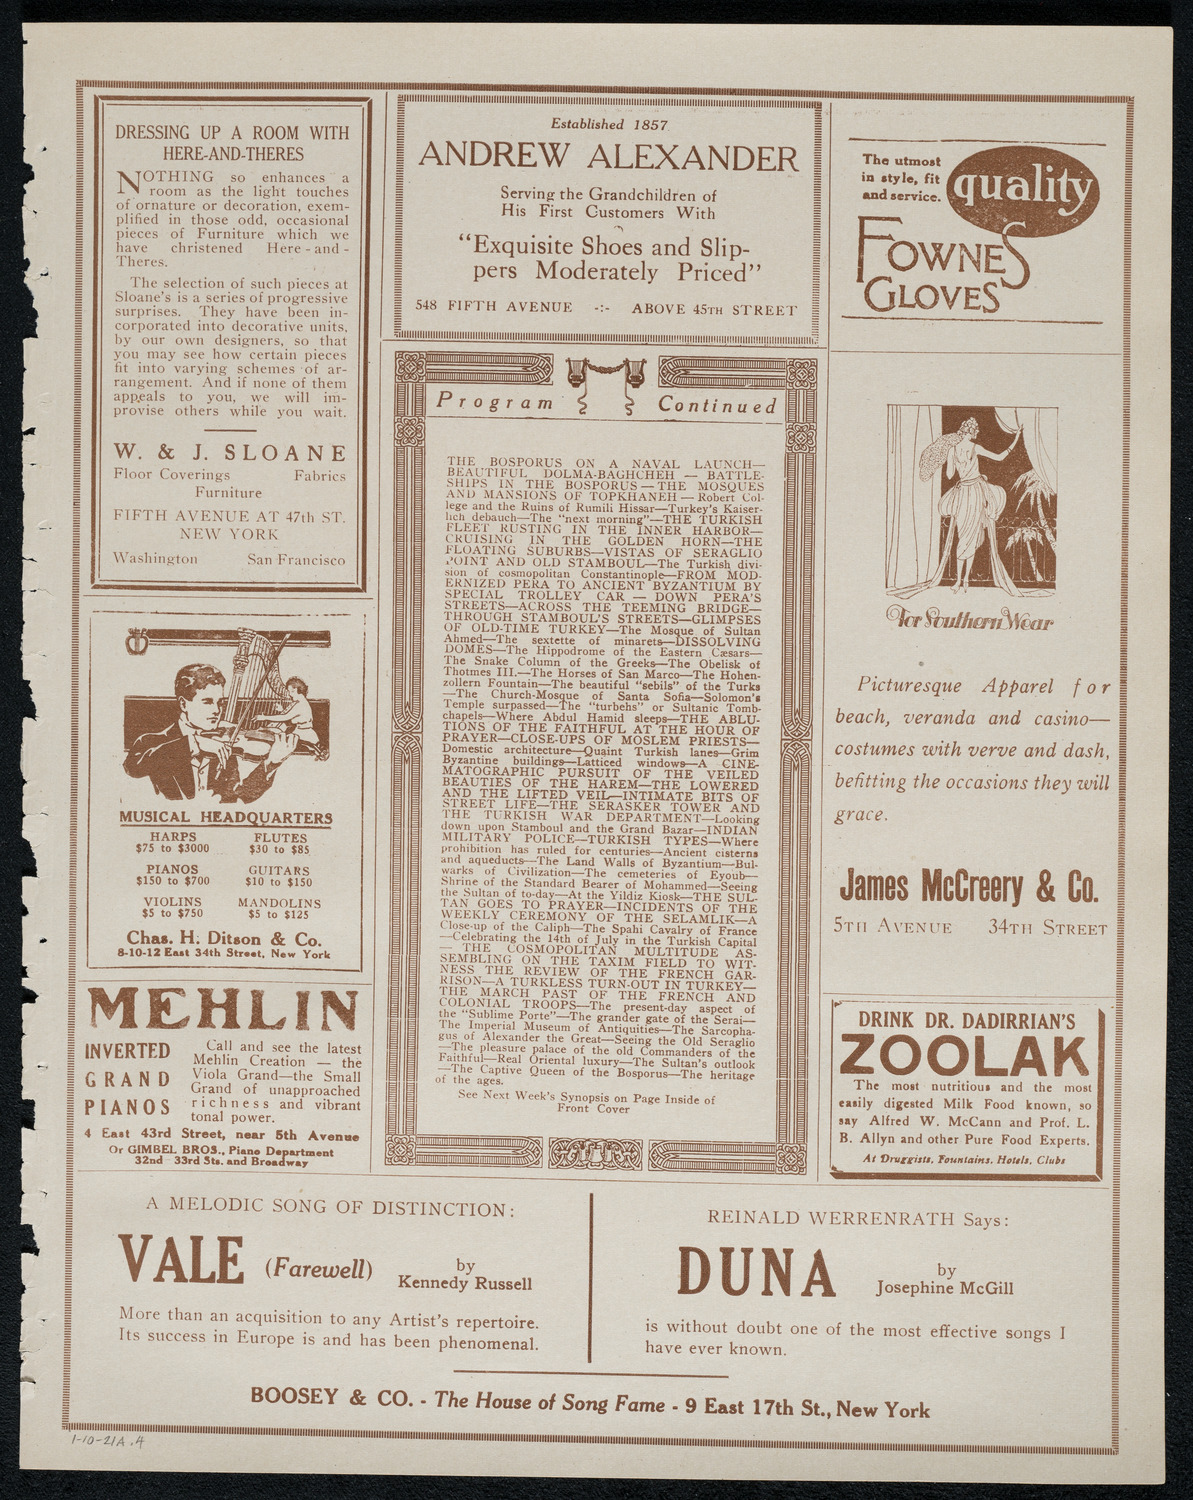 DRESSING UP A ROOM WITH
HERE-AND-THERES
NOTHING so enhances a
room as the light touches
of ornature or decoration, exem-
plified in those odd, occasional
pieces of Furniture which we
have christened Here-and-
Theres.
The selection of such pieces at
Sloane's is a series of progressive
surprises. They have been in-
corporated into decorative units,
by our own designers, so that
you may see how certain pieces
fit into varying schemes of ar-
rangement. And if none of them
appeals to you, we will im-
provise others while you wait.
W. & J. SLOANE
Floor Coverings Fabrics
Furniture
FIFTH AVENUE AT 47th ST.
NEW YORK
Washington San Francisco
MUSICAL HEADQUARTERS
HARPS FLUTES
$75 to $3000 $30 to $85
PIANOS GUITARS
$150 to $700 $10 to $150
VIOLINS MANDOLINS
$5 to $750 $5 to $125
Chas. H. Ditson & Co.
8-10-12 East 34th Street, New York
MEHLIN
INVERTED
GRAND
PIANOS
Call and see the latest
Mehlin Creation — the
Viola Grand—the Small
Grand of unapproached
richness and vibrant
tonal power.
4 East 43rd Street, near 5th Avenue
Or GIMBEL BROS., Piano Department
32nd 33rd Sts. and Broadway
Established 1857
ANDREW ALEXANDER
Serving the Grandchildren of
His First Customers With
"Exquisite Shoes and Slip-
pers Moderately Priced"
548 FIFTH AVENUE -:- ABOVE 45TH STREET
Program Continued
THE BOSPORUS ON A NAVAL LAUNCH—
BEAUTIFUL DOLMA-BAGHCHEH — BATTLE-
SHIPS IN THE BOSPORUS — THE MOSQUES
AND MANSIONS OF TOPKHANEH — Robert Col-
lege and the Ruins of Rumili Hissar—Turkey's Kaiser-
lich debauch—The "next morning"—THE TURKISH
FLEET RUSTING IN THE INNER HARBOR—
CRUISING IN THE GOLDEN HORN—THE
FLOATING SUBURBS—VISTAS OF SERAGLIO
POINT AND OLD STAMBOUL—The Turkish divi-
sion of cosmopolitan Constantinople—FROM MOD-
ERNIZED PERA TO ANCIENT BYZANTIUM BY
SPECIAL TROLLEY CAR — DOWN PERA'S
STREETS—ACROSS THE TEEMING BRIDGE—
THROUGH STAMBOUL'S STREETS—GLIMPSES
OF OLD-TIME TURKEY—The Mosque of Sultan
Ahmed—The sextette of minarets—DISSOLVING
DOMES—The Hippodrome of the Eastern Cæsars—
The Snake Column of the Greeks—The Obelisk of
Thotmes III.—The Horses of San Marco—The Hohen-
zollern Fountain—The beautiful "sebils" of the Turks
—The Church-Mosque of Santa Sofia—Solomon's
Temple surpassed—The "turbehs" or Sultanic Tomb-
chapels—Where Abdul Hamid sleeps—THE ABLU-
TIONS OF THE FAITHFUL AT THE HOUR OF
PRAYER—CLOSE-UPS OF MOSLEM PRIESTS—
Domestic architecture—Quaint Turkish lanes—Grim
Byzantine buildings—Latticed windows—A CINE-
MATOGRAPHIC PURSUIT OF THE VEILED
BEAUTIES OF THE HAREM—THE LOWERED
AND THE LIFTED VEIL—INTIMATE BITS OF
STREET LIFE—THE SERASKER TOWER AND
THE TURKISH WAR DEPARTMENT—Looking
down upon Stamboul and the Grand Bazar—INDIAN
MILITARY POLICE—TURKISH TYPES—Where
prohibition has ruled for centuries—Ancient cisterns
and aqueducts—The Land Walls of Byzantium—Bul-
warks of Civilization—The cemeteries of Eyoub—
Shrine of the Standard Bearer of Mohammed—Seeing
the Sultan of to-day—At the Yildiz Kiosk—THE SUL-
TAN GOES TO PRAYER—INCIDENTS OF THE
WEEKLY CEREMONY OF THE SELAMLIK—A
Close-up of the Caliph—The Spahi Cavalry of France
—Celebrating the 14th of July in the Turkish Capital
— THE COSMOPOLITAN MULTITUDE AS-
SEMBLING ON THE TAXIM FIELD TO WIT-
NESS THE REVIEW OF THE FRENCH GAR-
RISON—A TURKLESS TURN-OUT IN TURKEY—
THE MARCH PAST OF THE FRENCH AND
COLONIAL TROOPS—The present-day aspect of
the "Sublime Porte"—The grander gate of the Serai—
The Imperial Museum of Antiquities—The Sarcopha-
gus of Alexander the Great—Seeing the Old Seraglio
—The pleasure palace of the old Commanders of the
Faithful—Real Oriental luxury—The Sultan's outlook
—The Captive Queen of the Bosporus—The heritage
of the ages.
See Next Week's Synopsis on Page Inside of
Front Cover
The utmost
in style, fit
and service.
quality
FOWNES
GLOVES
For Southern Wear
Picturesque Apparel for
beach, veranda and casino—
costumes with verve and dash,
befitting the occasions they will
grace.
James McCreery & Co.
5TH AVENUE 34TH STREET
DRINK DR. DADIRRIAN'S
ZOOLAK
The most nutritious and the most
easily digested Milk Food known, so
say Alfred W. McCann and Prof. L.
B. Allyn and other Pure Food Experts.
At Druggists, Fountains, Hotels, Clubs
A MELODIC SONG OF DISTINCTION:
VALE (Farewell) by
Kennedy Russell
More than an acquisition to any Artist's repertoire.
Its success in Europe is and has been phenomenal.
REINALD WERRENRATH Says:
DUNA by
Josephine McGill
is without doubt one of the most effective songs I
have ever known.
BOOSEY & CO. - The House of Song Fame - 9 East 17th St., New York
1-10-21A.4